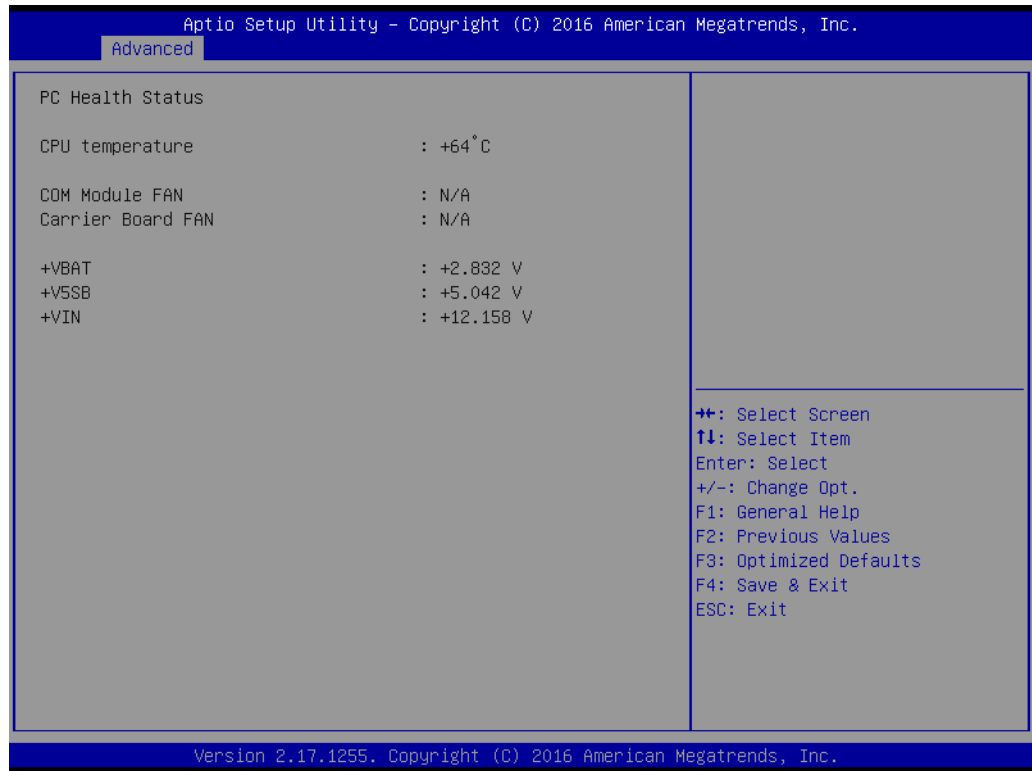 Aptio Setup Utility – Copyright (C) 2016 American Megatrends, Inc.
Advanced
PC Health Status
CPU temperature : +64°C
COM Module FAN : N/A
Carrier Board FAN : N/A
+VBAT : +2.832 V
+V5SB : +5.042 V
+VIN : +12.158 V
→←: Select Screen
↑↓: Select Item
Enter: Select
+/-: Change Opt.
F1: General Help
F2: Previous Values
F3: Optimized Defaults
F4: Save & Exit
ESC: Exit
Version 2.17.1255. Copyright (C) 2016 American Megatrends, Inc.